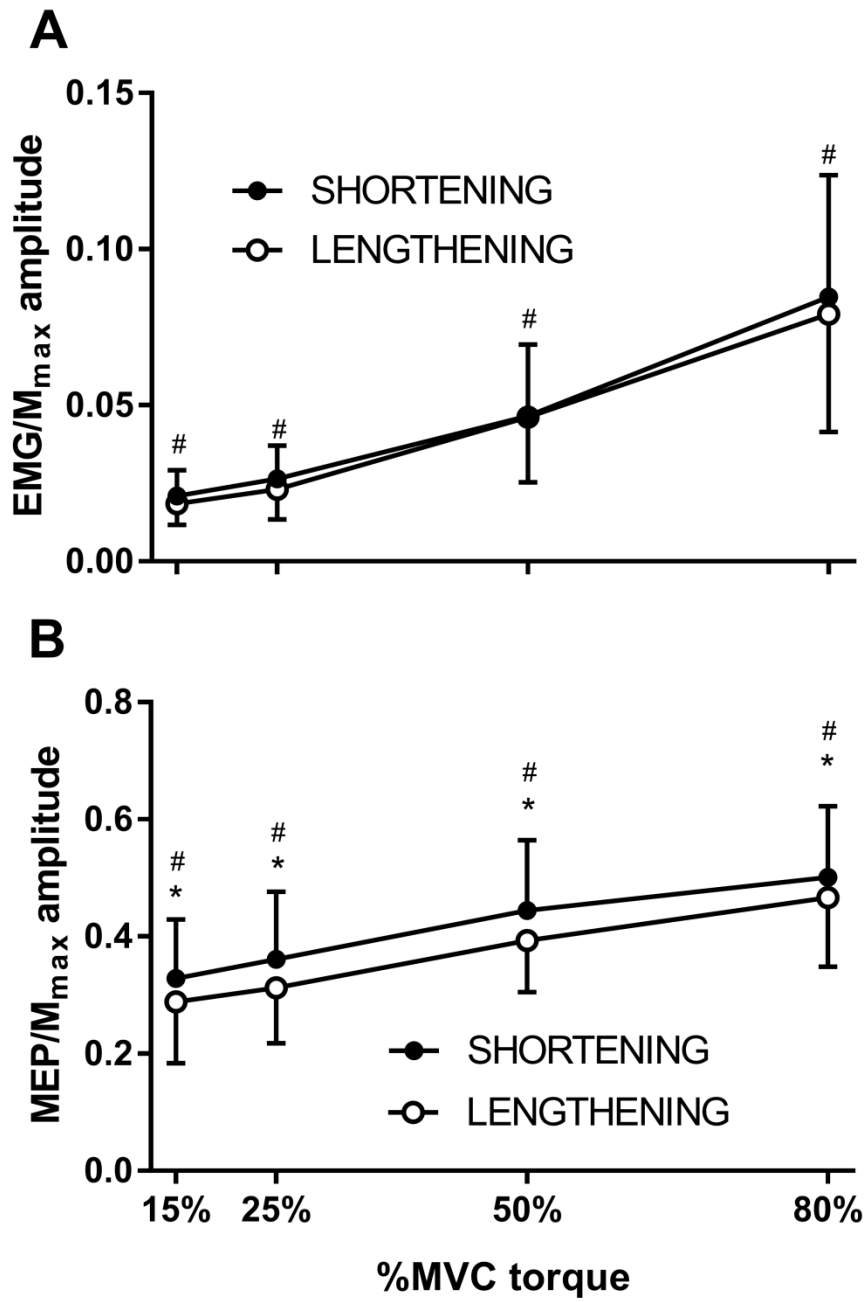 A
EMG/Mmax amplitude
0.15
0.10
0.05
0.00
SHORTENING
LENGTHENING
#
#
#
#
B
MEP/Mmax amplitude
0.8
0.6
0.4
0.2
0.0
#
*
#
*
#
*
#
*
SHORTENING
LENGTHENING
15% 25% 50% 80%
%MVC torque